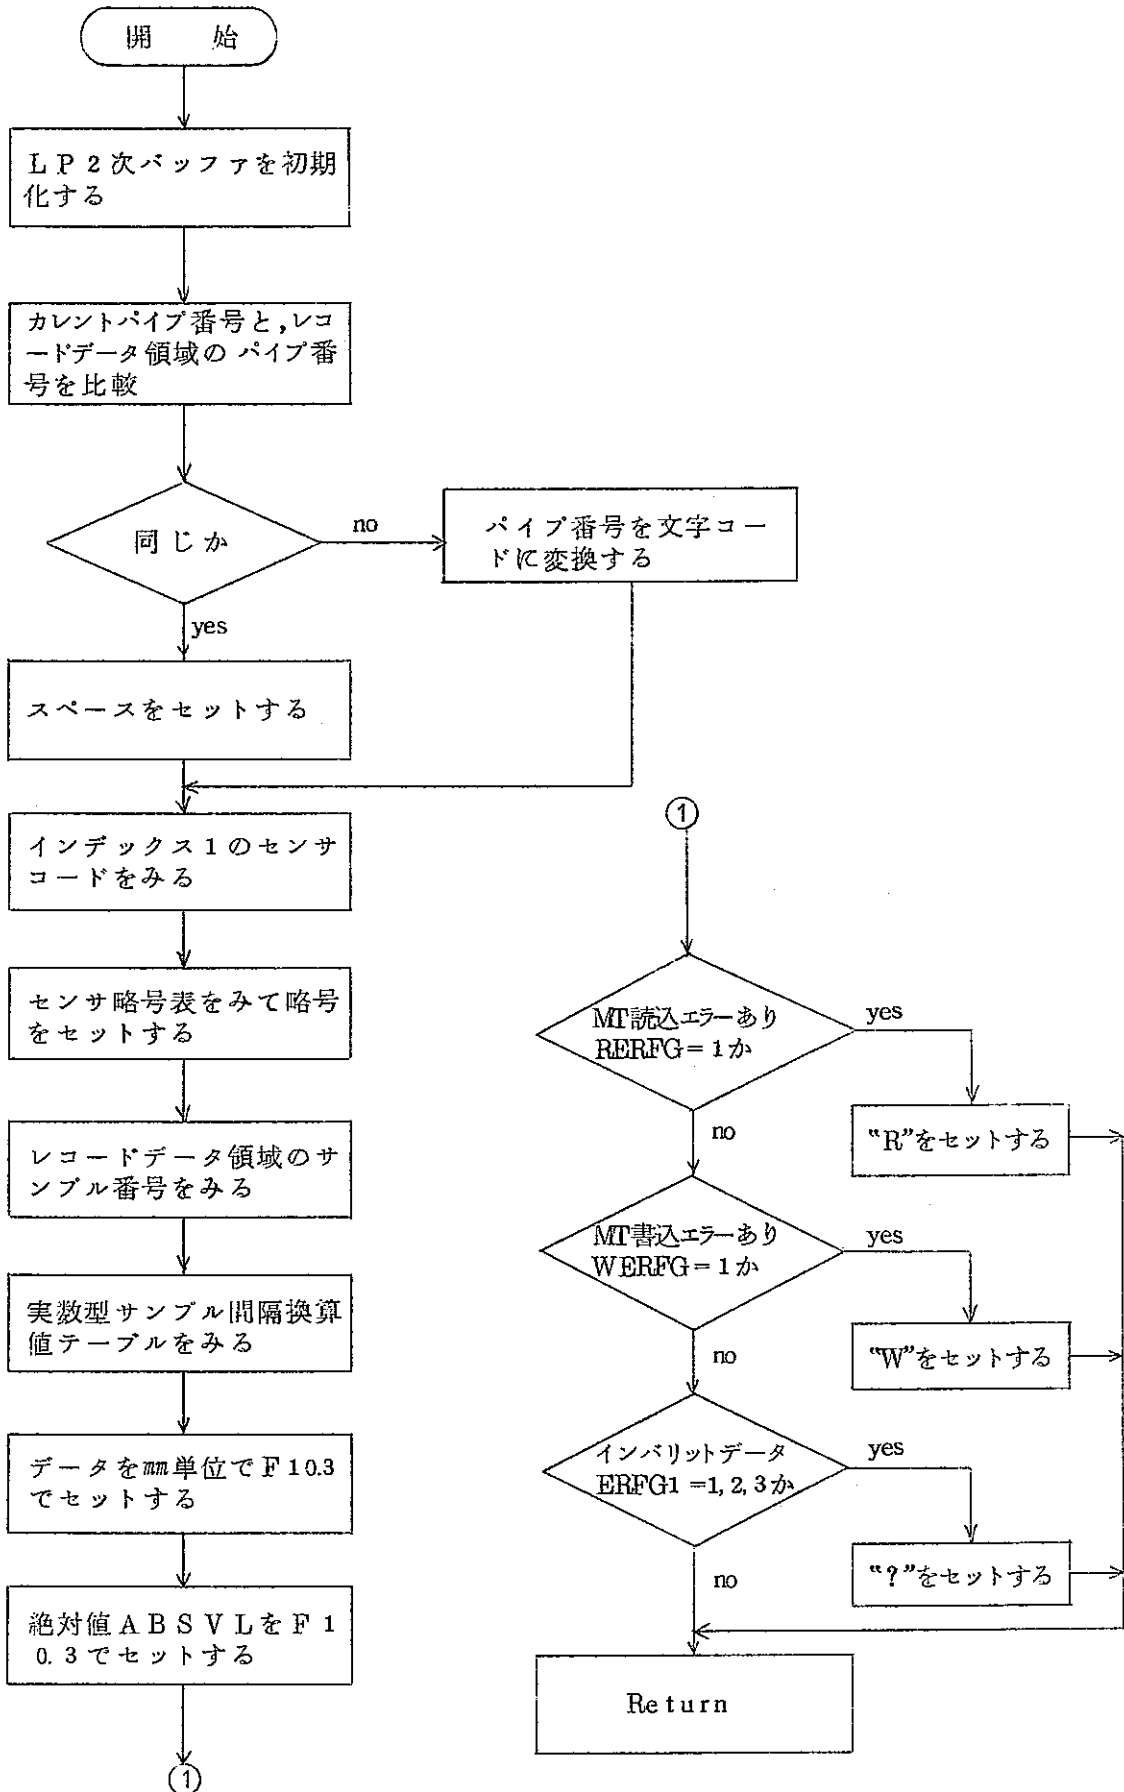 開 始
LP2次バッファを初期
化する
カレントパイプ番号と,レコ
ードデータ領域のパイプ番
号を比較
同じか
no
パイプ番号を文字コー
ドに変換する
yes
スペースをセットする
インデックス1のセンサ
コードをみる
センサ略号表をみて略号
をセットする
レコードデータ領域のサ
ンプル番号をみる
実数型サンプル間隔換算
値テーブルをみる
データを㎜単位でF10.3
でセットする
絶対値ABSVLをF1
0.3でセットする
①
①
MT読込エラーあり
RERFG=1か
yes
"R"をセットする
no
MT書込エラーあり
WERFG=1か
yes
"W"をセットする
no
インバリットデータ
ERFG1=1,2,3か
yes
"?"をセットする
no
Return